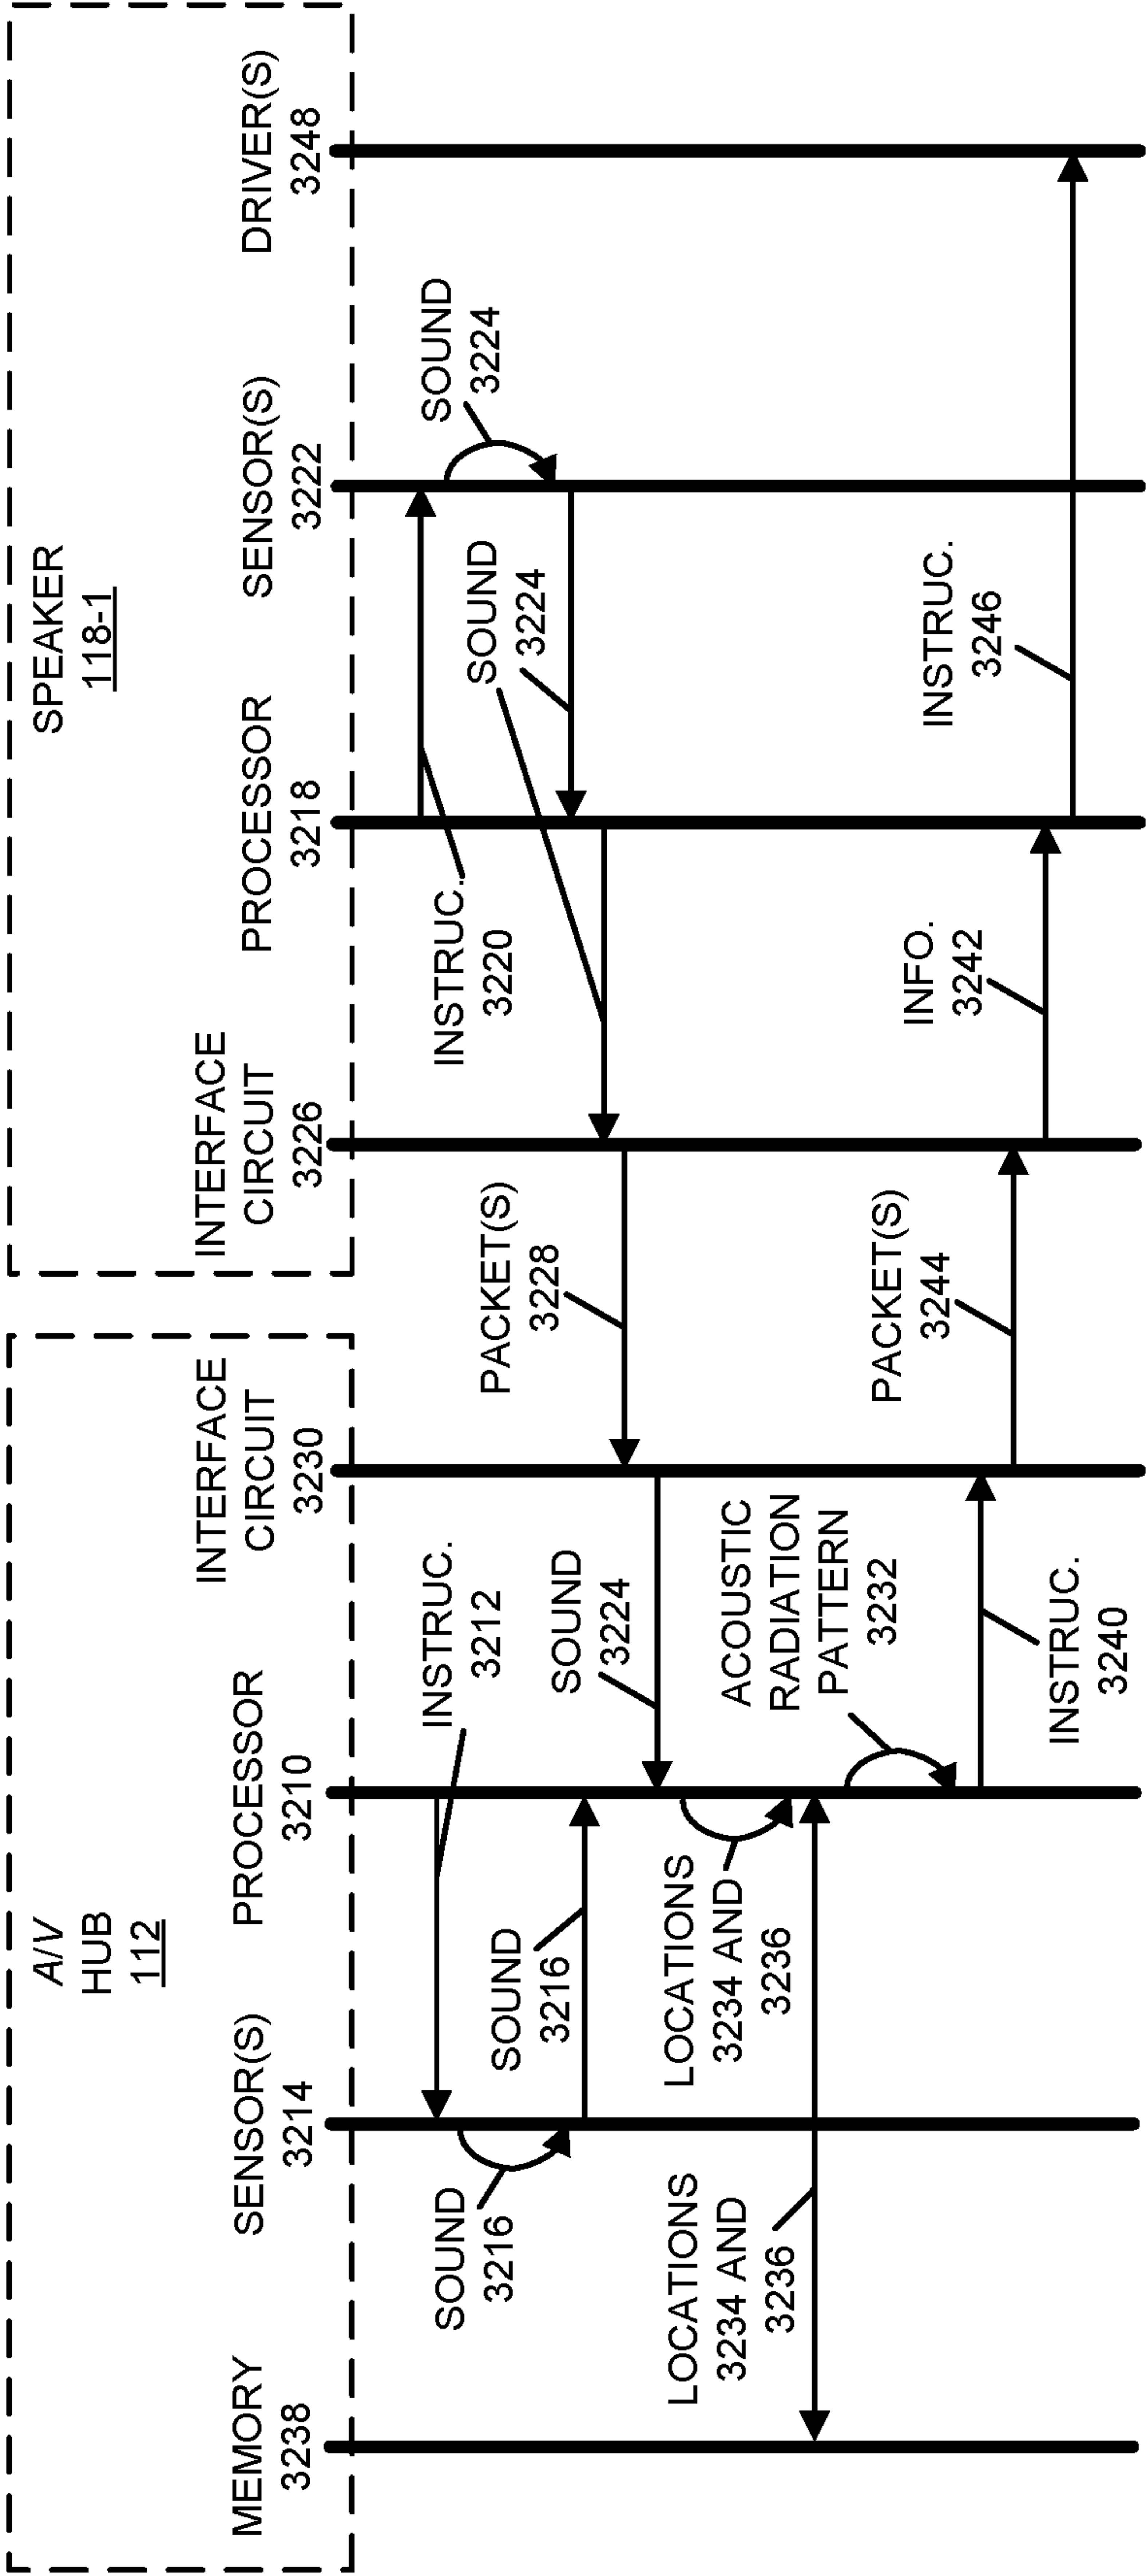 A/V
HUB
112
SPEAKER
118-1
MEMORY
3238
SENSOR(S)
3214
PROCESSOR
3210
INTERFACE
CIRCUIT
3230
INTERFACE
CIRCUIT
3226
PROCESSOR
3218
SENSOR(S)
3222
DRIVER(S)
3248
INSTRUC.
3212
SOUND
3216
SOUND
3216
INSTRUC.
3220
SOUND
3224
SOUND
3224
PACKET(S)
3228
SOUND
3224
LOCATIONS
3234 AND
3236
LOCATIONS
3234 AND
3236
ACOUSTIC
RADIATION
PATTERN
3232
INSTRUC.
3240
PACKET(S)
3244
INFO.
3242
INSTRUC.
3246